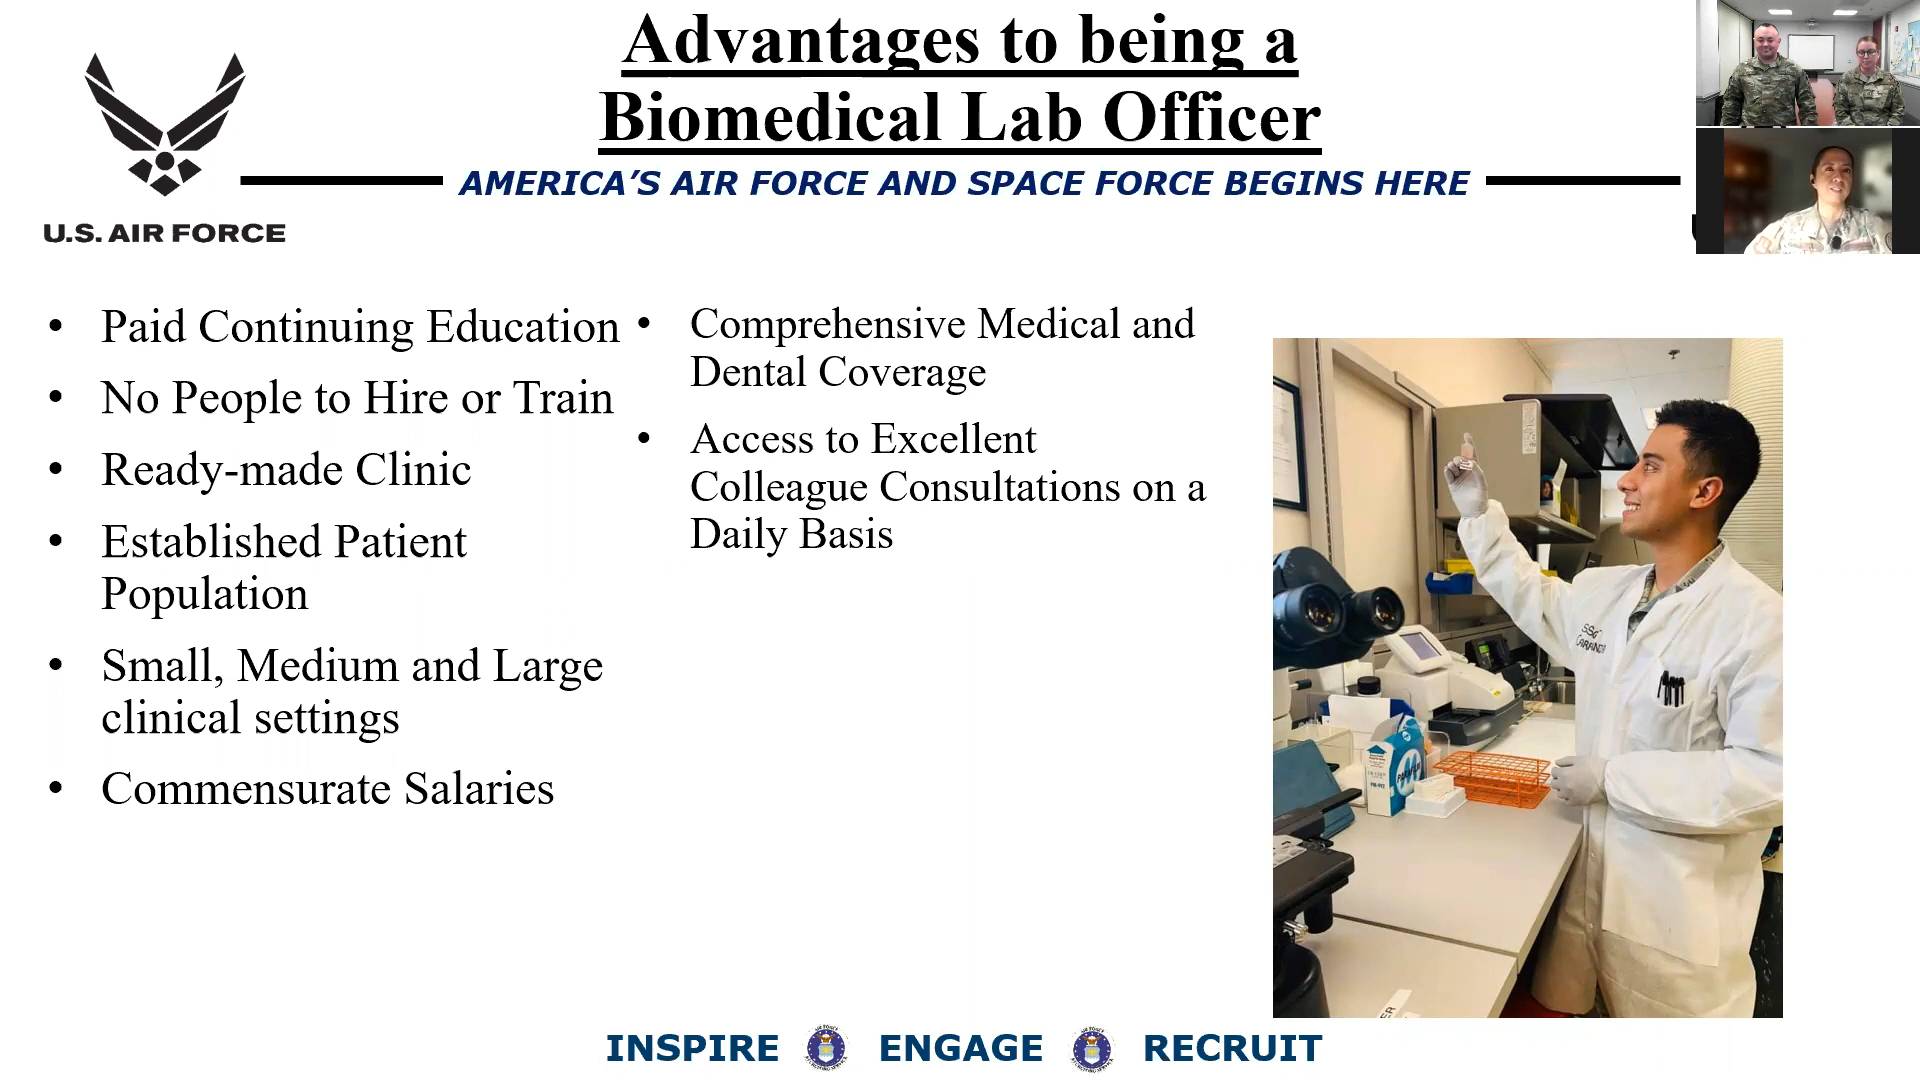 Advantages to being a
Biomedical Lab Officer
AMERICA'S AIR FORCE AND SPACE FORCE BEGINS HERE
U.S. AIR FORCE
• Paid Continuing Education
• No People to Hire or Train
• Ready-made Clinic
• Established Patient
Population
• Small, Medium and Large
clinical settings
• Commensurate Salaries
• Comprehensive Medical and
Dental Coverage
• Access to Excellent
Colleague Consultations on a
Daily Basis
SSgt
INSPIRE ENGAGE RECRUIT